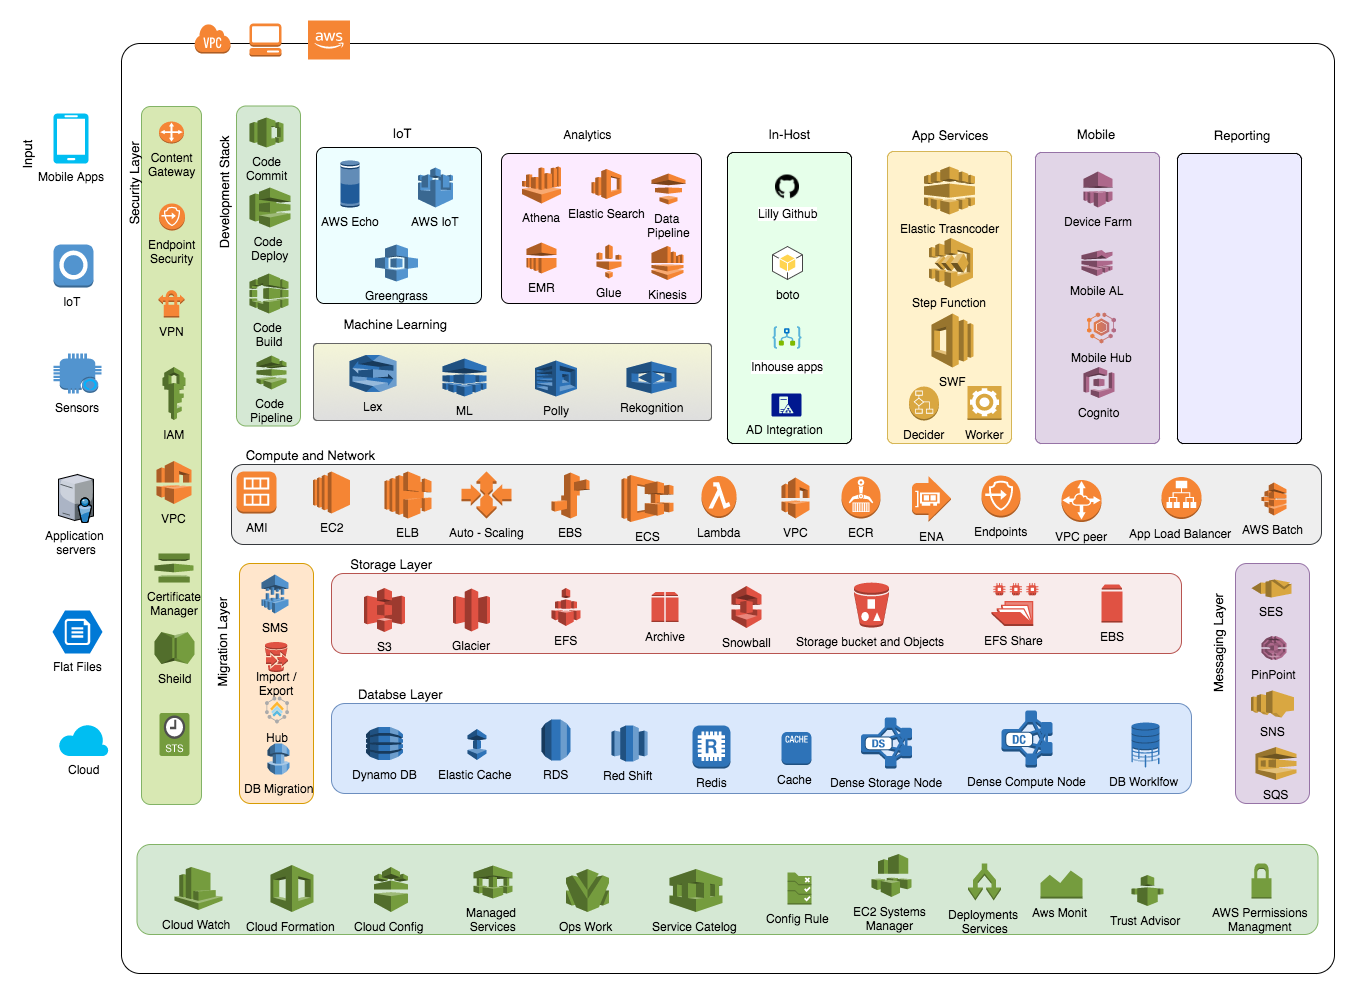 VPC
aws
Input
Mobile Apps
IoT
Sensors
Application
servers
Flat Files
Cloud
Security Layer
Content
Gateway
Endpoint
Security
VPN
IAM
VPC
Certificate
Manager
Sheild
STS
Development Stack
Code
Commit
Code
Deploy
Code
Build
Code
Pipeline
IoT
AWS Echo
AWS IoT
Greengrass
Analytics
Athena
Elastic Search
Data
Pipeline
EMR
Glue
Kinesis
Machine Learning
Lex
ML
Polly
Rekognition
In-Host
Lilly Github
boto
Inhouse apps
AD Integration
App Services
Elastic Trasncoder
Step Function
SWF
Decider
Worker
Mobile
Device Farm
Mobile AL
Mobile Hub
Cognito
Reporting
Compute and Network
AMI
EC2
ELB
Auto - Scaling
EBS
ECS
Lambda
VPC
ECR
ENA
Endpoints
VPC peer
App Load Balancer
AWS Batch
Migration Layer
SMS
Import /
Export
Hub
DB Migration
Storage Layer
S3
Glacier
EFS
Archive
Snowball
Storage bucket and Objects
EFS Share
EBS
Databse Layer
Dynamo DB
Elastic Cache
RDS
Red Shift
R
Redis
CACHE
Cache
DS
Dense Storage Node
DC
Dense Compute Node
DB Worklfow
Messaging Layer
SES
PinPoint
SNS
SQS
Cloud Watch
Cloud Formation
Cloud Config
Managed
Services
Ops Work
Service Catelog
Config Rule
EC2 Systems
Manager
Deployments
Services
Aws Monit
Trust Advisor
AWS Permissions
Managment